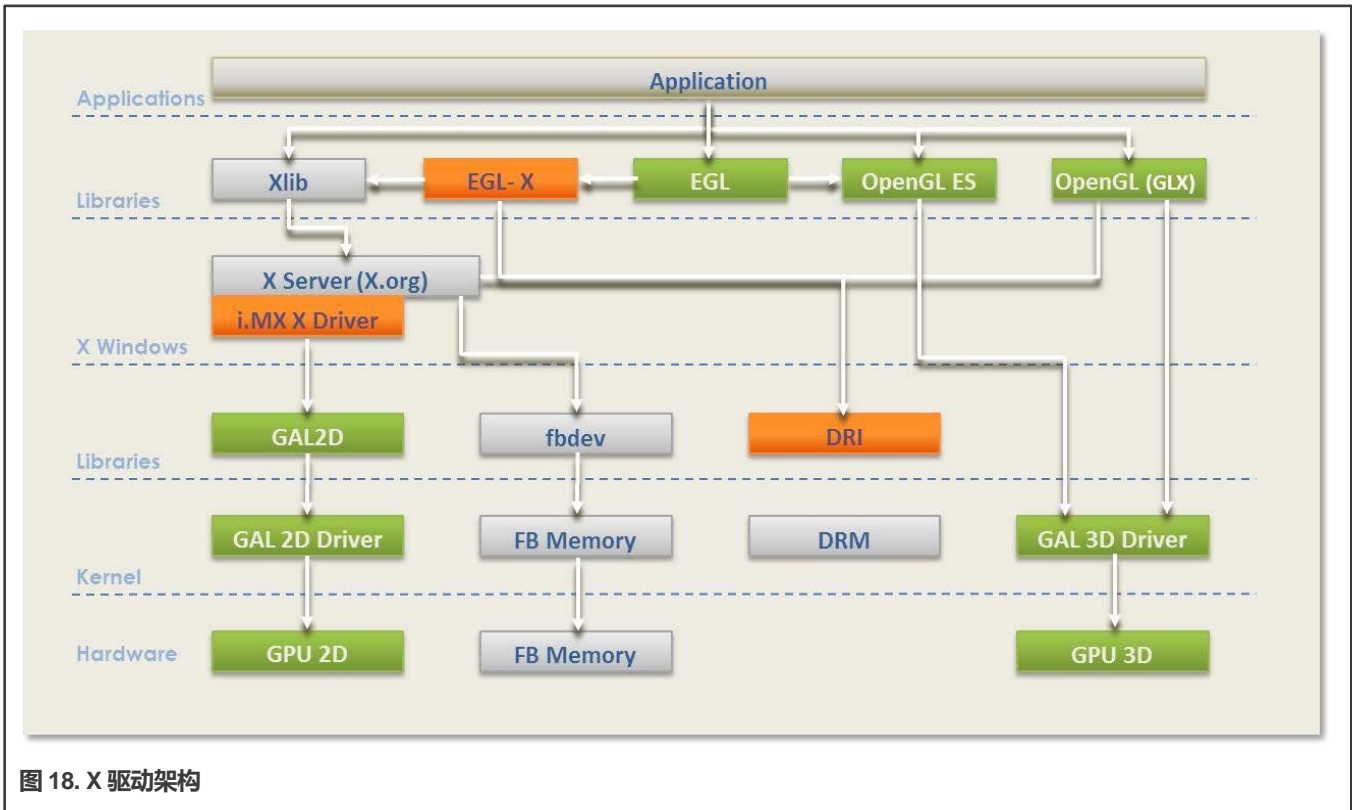 Application
Applications
Xlib
EGL- X
EGL
OpenGL ES
OpenGL (GLX)
Libraries
X Server (X.org)
i.MX X Driver
X Windows
GAL2D
fbdev
DRI
Libraries
GAL 2D Driver
FB Memory
DRM
GAL 3D Driver
Kernel
Hardware
GPU 2D
FB Memory
GPU 3D
图 18. X 驱动架构